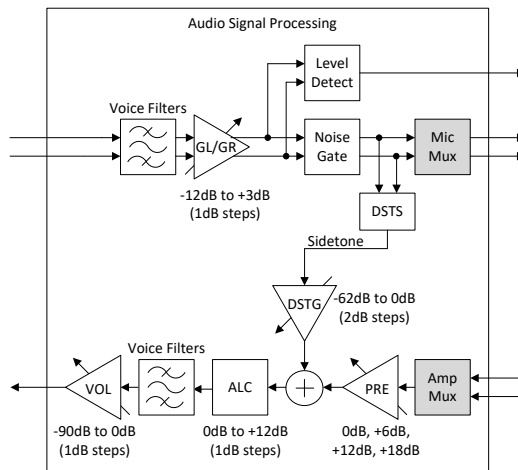 Audio Signal Processing
Level
Detect
Voice Filters
GL/GR
Noise
Gate
Mic
Mux
-12dB to +3dB
(1dB steps)
DSTS
Sidetone
DSTG
-62dB to 0dB
(2dB steps)
Voice Filters
VOL
ALC
PRE
Amp
Mux
-90dB to 0dB
(1dB steps)
0dB to +12dB
(1dB steps)
0dB, +6dB,
+12dB, +18dB